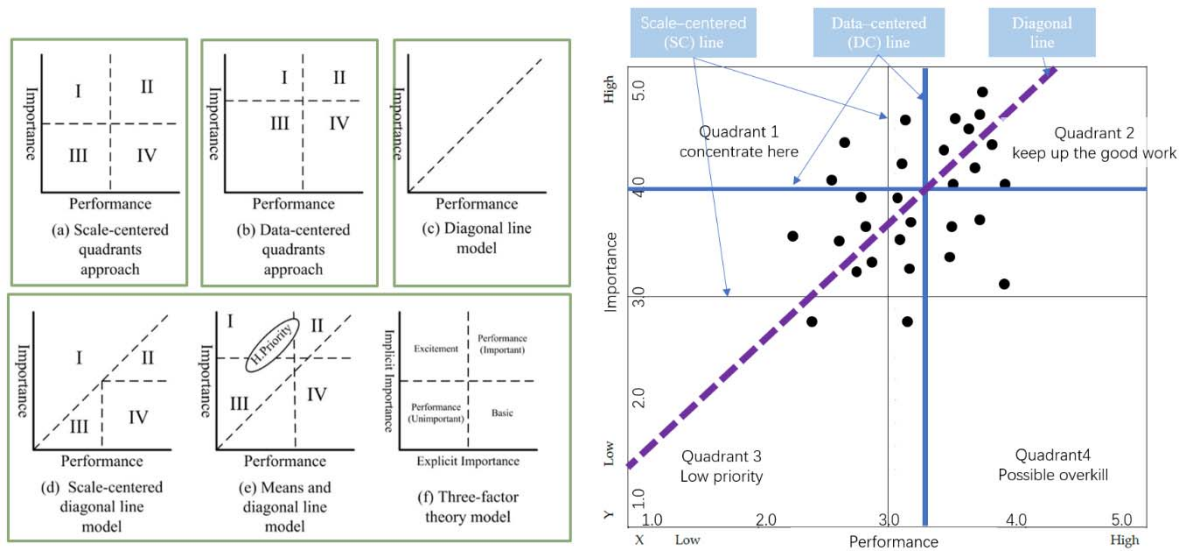 Importance
I
II
III
IV
Performance
(a) Scale-centered
quadrants
approach
Importance
I
II
III
IV
Performance
(b) Data-centered
quadrants
approach
Importance
Performance
(c) Diagonal line
model
Importance
I
II
III
IV
Performance
(d) Scale-centered
diagonal line
model
Importance
I
II
H.Priority
III
IV
Performance
(e) Means and
diagonal line
model
Implicit Importance
Excitement
Performance
(Important)
Performance
(Unimportant)
Basic
Explicit Importance
(f) Three-factor
theory model
Scale-centered
(SC) line
Data-centered
(DC) line
Diagonal
line
High
5.0
Quadrant 1
concentrate here
Quadrant 2
keep up the good work
4.0
Importance
3.0
2.0
Low
Quadrant 3
Low priority
Quadrant4
Possible overkill
1.0
Y
1.0
2.0
3.0
4.0
5.0
X
Low
Performance
High